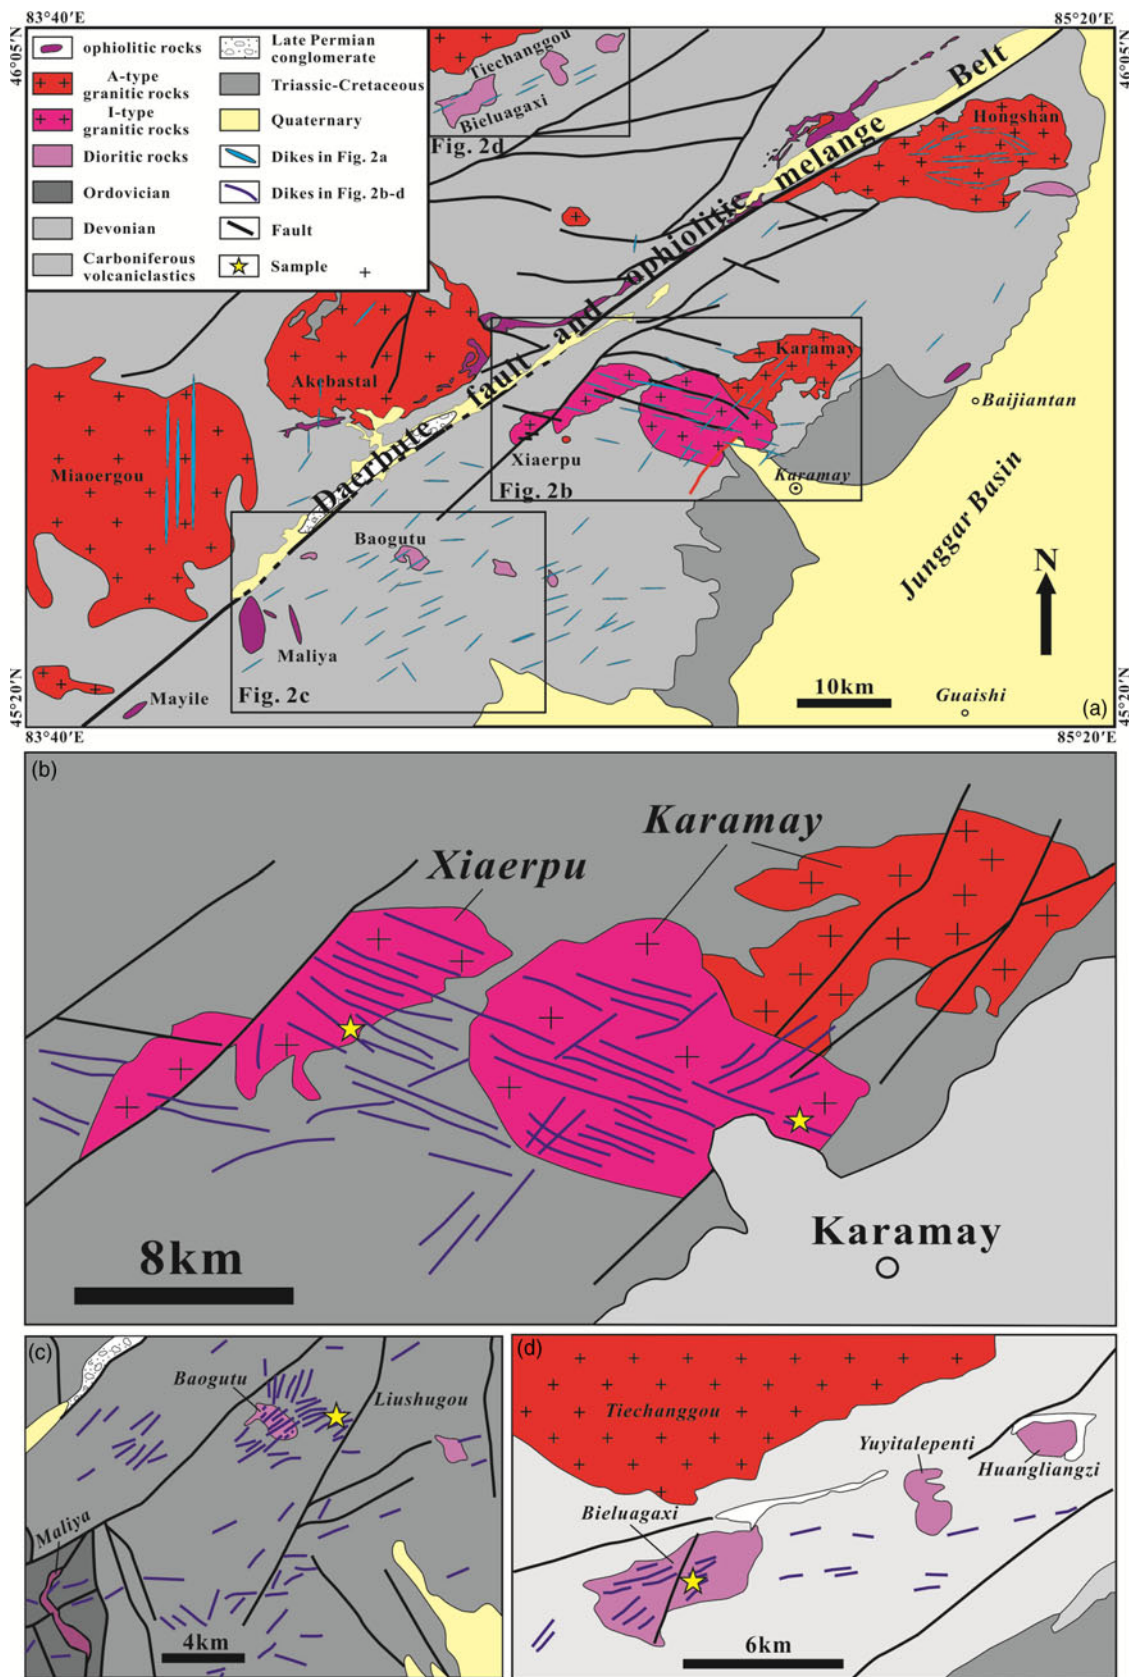 83°40′E
85°20′E
46°05′N
46°05′N
ophiolitic rocks
A-type
granitic rocks
I-type
granitic rocks
Dioritic rocks
Ordovician
Devonian
Carboniferous
volcaniclastics
Late Permian
conglomerate
Triassic-Cretaceous
Quaternary
Dikes in Fig. 2a
Dikes in Fig. 2b-d
Fault
Sample
Tiechanggou
Bieluagaxi
Fig. 2d
Hongshan
Daerbute fault and ophiolitic melange Belt
Akebastal
Karamay
Baijiantan
Miaoergou
Xiaerpu
Fig. 2b
Karamay
Junggar Basin
Baogutu
N
Maliya
Fig. 2c
Mayile
10km
Guaishi
(a)
45°20′N
45°20′N
83°40′E
85°20′E
(b)
Karamay
Xiaerpu
8km
Karamay
(c)
Baogutu
Liushugou
Maliya
4km
(d)
Tiechanggou
Yuyitalepenti
Huangliangzi
Bieluagaxi
6km